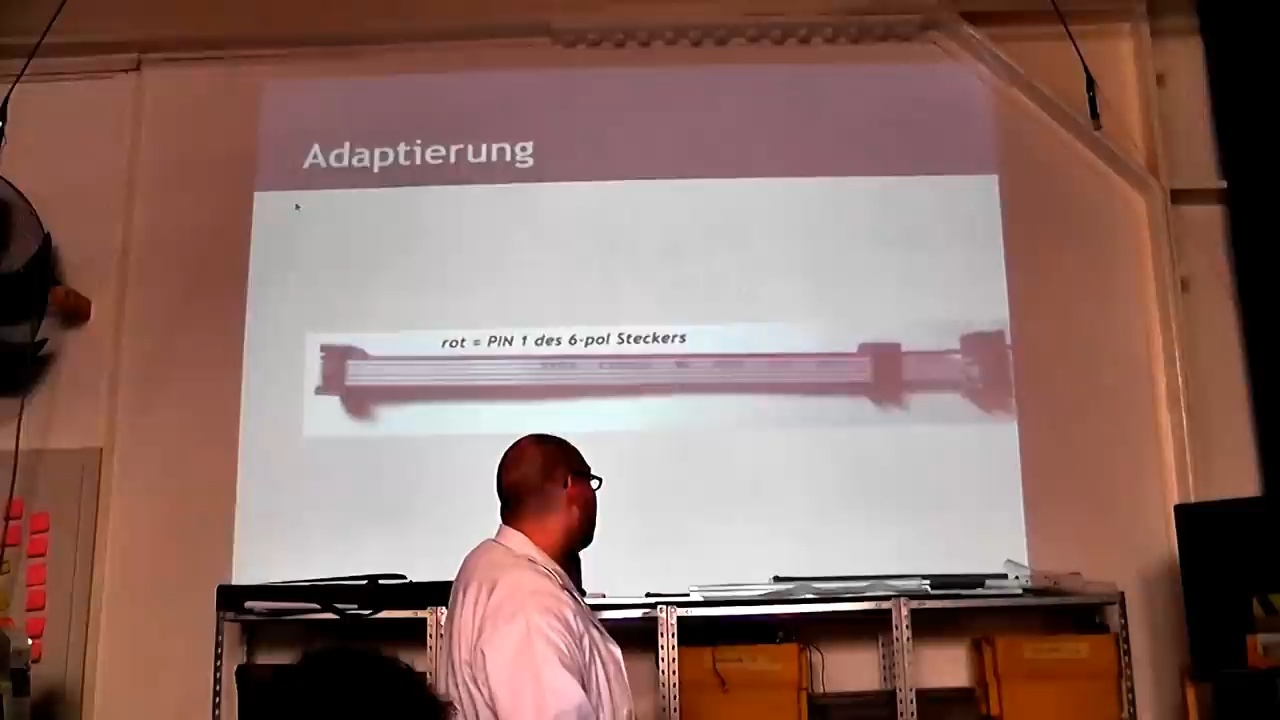 Adaptierung
rot = PIN 1 des 6-pol Steckers